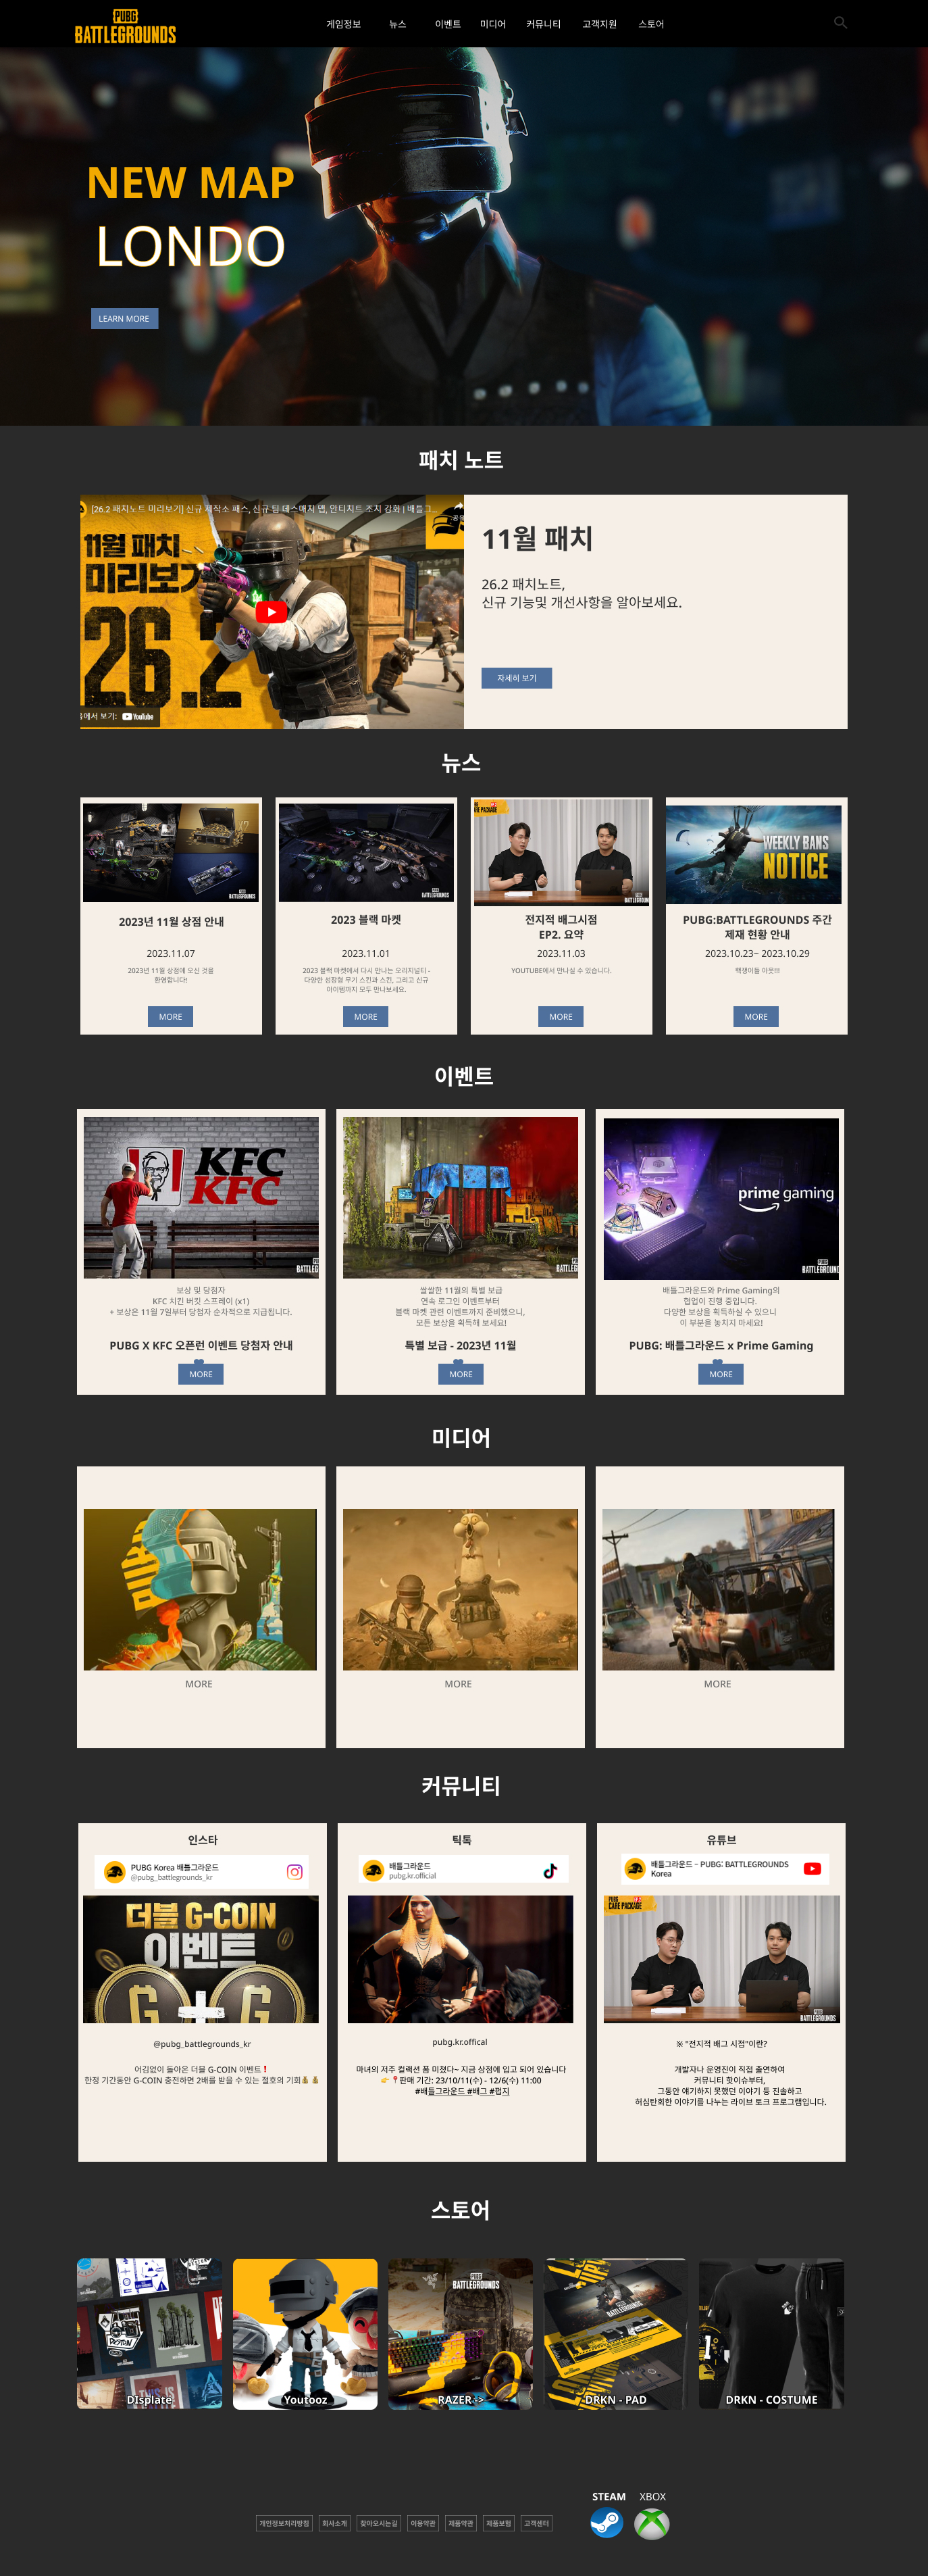 PUBG
BATTLEGROUNDS
게임정보 뉴스 이벤트 미디어 커뮤니티 고객지원 스토어
NEW MAP
LONDO
LEARN MORE
패치 노트
[26.2 패치노트 미리보기] 신규 제작소 패스, 신규 팀 데스매치 맵, 안티치트 조치 강화 | 배틀그...
11월 패치
미리보기
26.2
에서 보기: YouTube
11월 패치
26.2 패치노트,
신규 기능및 개선사항을 알아보세요.
자세히 보기
뉴스
2023년 11월 상점 안내
2023.11.07
2023년 11월 상점에 오신 것을
환영합니다!
MORE
2023 블랙 마켓
2023.11.01
2023 블랙 마켓에서 다시 만나는 오리지널티 -
다양한 성장형 무기 스킨과 스킨, 그리고 신규
아이템까지 모두 만나보세요.
MORE
전지적 배그시점
EP2. 요약
2023.11.03
YOUTUBE에서 만나실 수 있습니다.
MORE
WEEKLY BANS
NOTICE
PUBG:BATTLEGROUNDS 주간
제재 현황 안내
2023.10.23~ 2023.10.29
핵쟁이들 아웃!!!
MORE
이벤트
KFC
KFC
보상 및 당첨자
KFC 치킨 버킷 스프레이 (x1)
+ 보상은 11월 7일부터 당첨자 순차적으로 지급됩니다.
PUBG X KFC 오픈런 이벤트 당첨자 안내
MORE
쌀쌀한 11월의 특별 보급
연속 로그인 이벤트부터
블랙 마켓 관련 이벤트까지 준비했으니,
모든 보상을 획득해 보세요!
특별 보급 - 2023년 11월
MORE
prime gaming
배틀그라운드와 Prime Gaming의
협업이 진행 중입니다.
다양한 보상을 획득하실 수 있으니
이 부분을 놓치지 마세요!
PUBG: 배틀그라운드 x Prime Gaming
MORE
미디어
MORE
MORE
MORE
커뮤니티
인스타
PUBG Korea 배틀그라운드
@pubg_battlegrounds_kr
더블 G-COIN
이벤트
@pubg_battlegrounds_kr
어김없이 돌아온 더블 G-COIN 이벤트❗
한정 기간동안 G-COIN 충전하면 2배를 받을 수 있는 절호의 기회💰💰
틱톡
배틀그라운드
pubg.kr.official
pubg.kr.offical
마녀의 저주 컬랙션 폼 미쳤다~ 지금 상점에 입고 되어 있습니다
👉📍판매 기간: 23/10/11(수) - 12/6(수) 11:00
#배틀그라운드 #배그 #펍지
유튜브
배틀그라운드 - PUBG: BATTLEGROUNDS
Korea
PUBG
CARE PACKAGE
※ "전지적 배그 시점"이란?
개발자나 운영진이 직접 출연하여
커뮤니티 핫이슈부터,
그동안 얘기하지 못했던 이야기 등 진솔하고
허심탄회한 이야기를 나누는 라이브 토크 프로그램입니다.
스토어
DIsplate
Youtooz
PUBG
BATTLEGROUNDS
RAZER ->
DRKN - PAD
DRKN - COSTUME
STEAM XBOX
개인정보처리방침 회사소개 찾아오시는길 이용약관 제품약관 제품보험 고객센터